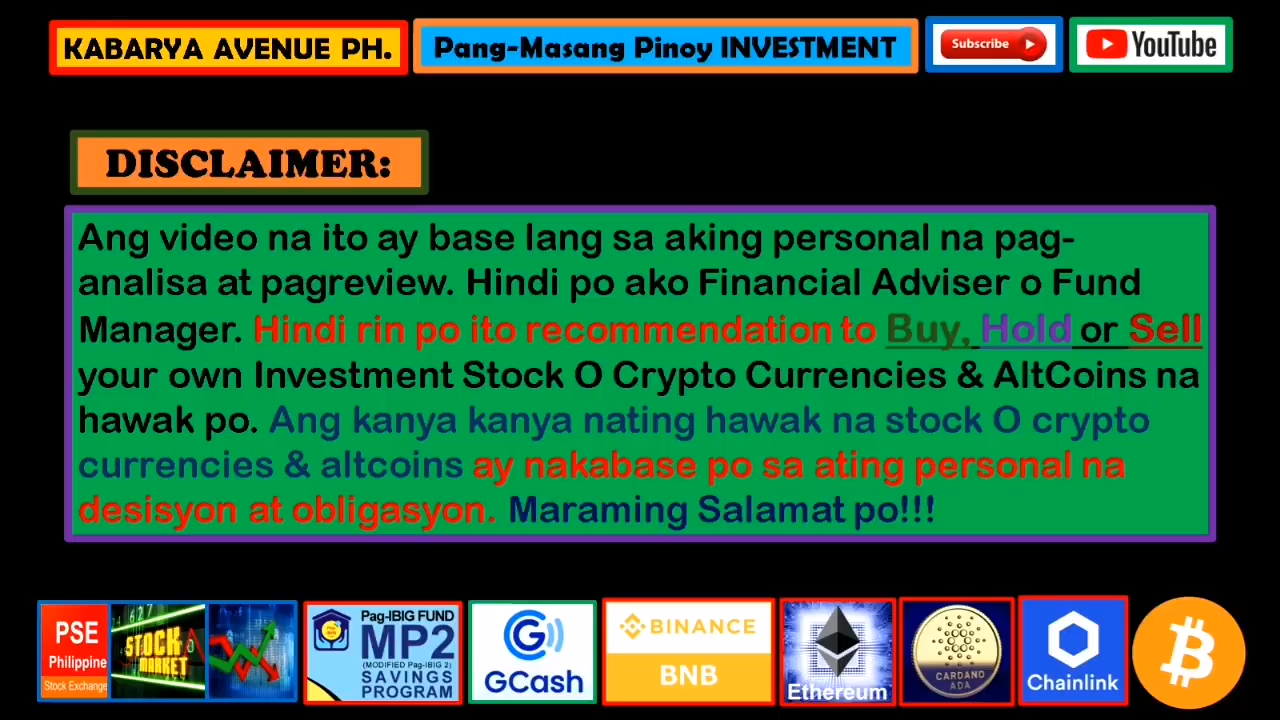 KABARYA AVENUE PH.
Pang-Masang Pinoy INVESTMENT
Subscribe
YouTube
DISCLAIMER:
Ang video na ito ay base lang sa aking personal na pag-
analisa at pagreview. Hindi po ako Financial Adviser o Fund
Manager. Hindi rin po ito recommendation to Buy, Hold or Sell
your own Investment Stock O Crypto Currencies & AltCoins na
hawak po. Ang kanya kanya nating hawak na stock O crypto
currencies & altcoins ay nakabase po sa ating personal na
desisyon at obligasyon. Maraming Salamat po!!!
PSE
Philippine
Stock Exchange
STOCK
MARKET
Pag-IBIG FUND
MP2
(MODIFIED Pag-IBIG 2)
SAVINGS
PROGRAM
GCash
BINANCE
BNB
Ethereum
CARDANO
ADA
Chainlink